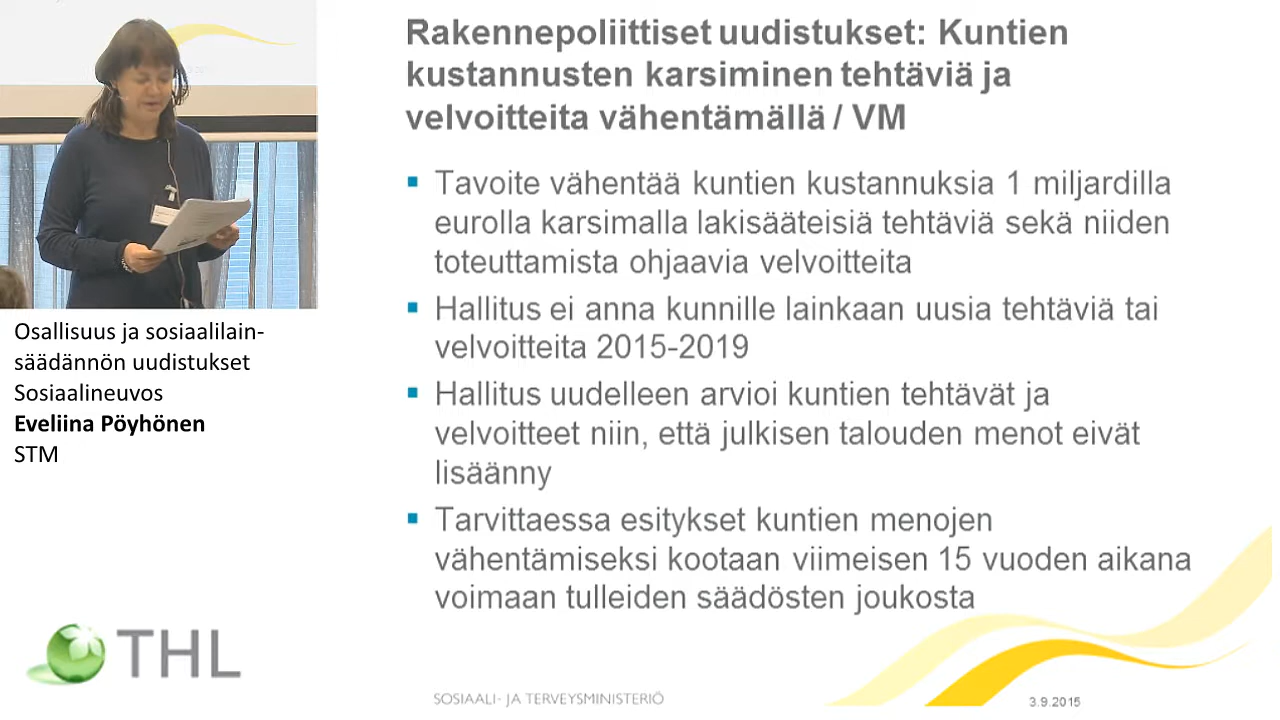 Rakennepoliittiset uudistukset: Kuntien
kustannusten karsiminen tehtäviä ja
velvoitteita vähentämällä / VM
Tavoite vähentää kuntien kustannuksia 1 miljardilla
eurolla karsimalla lakisääteisiä tehtäviä sekä niiden
toteuttamista ohjaavia velvoitteita
Hallitus ei anna kunnille lainkaan uusia tehtäviä tai
velvoitteita 2015-2019
Hallitus uudelleen arvioi kuntien tehtävät ja
velvoitteet niin, että julkisen talouden menot eivät
lisäänny
Tarvittaessa esitykset kuntien menojen
vähentämiseksi kootaan viimeisen 15 vuoden aikana
voimaan tulleiden säädösten joukosta
Osallisuus ja sosiaalilain-
säädännön uudistukset
Sosiaalineuvos
Eveliina Pöyhönen
STM
THL
SOSIAALI- JA TERVEYSMINISTERIÖ
3.9.2015